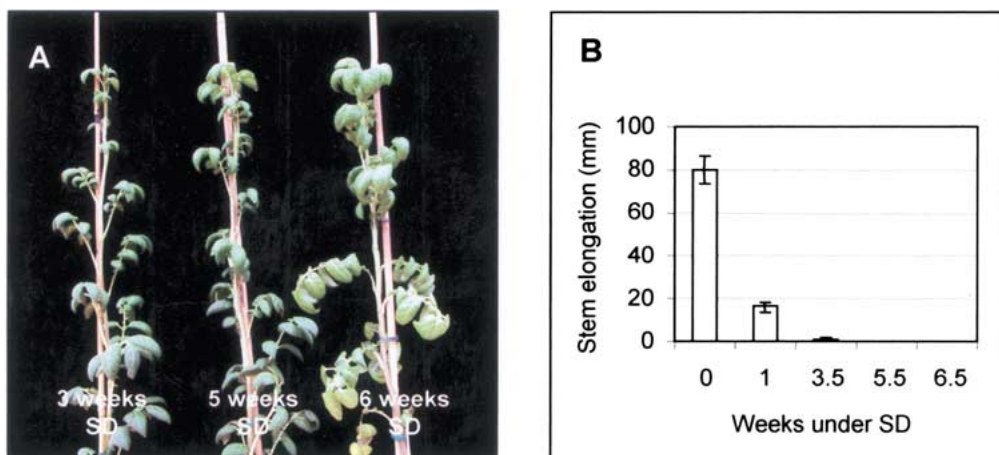 A
3 weeks
SD
5 weeks
SD
6 weeks
SD
B
Stem elongation (mm)
100
80
60
40
20
0
0 1 3.5 5.5 6.5
Weeks under SD